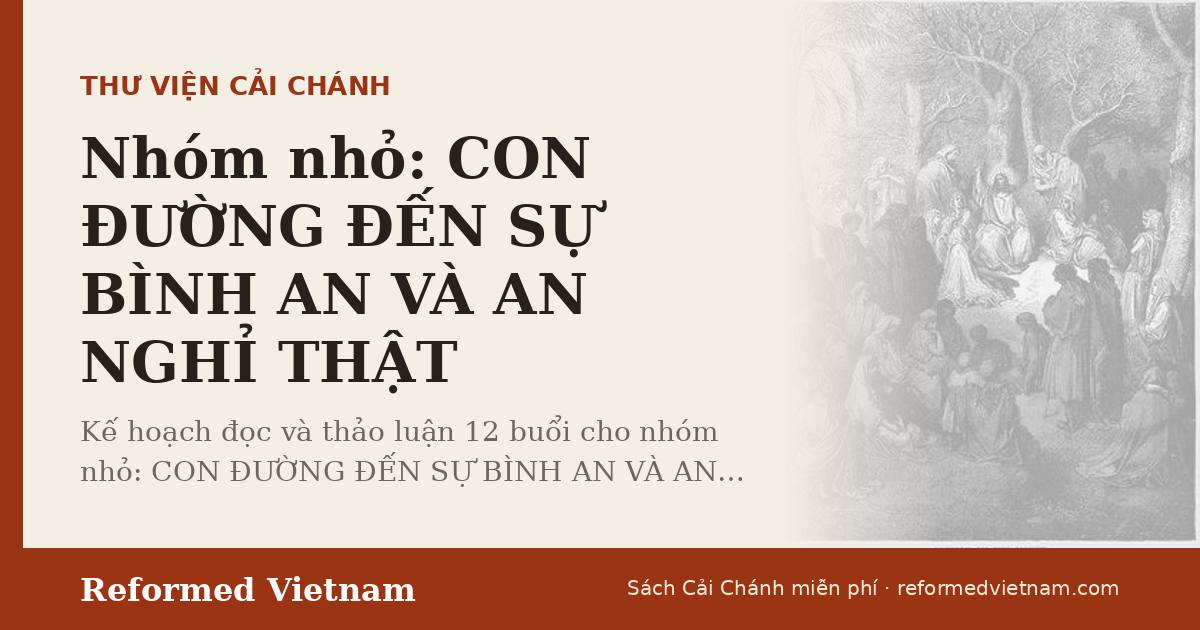 THƯ VIỆN CẢI CHÁNH
Nhóm nhỏ: CON
ĐƯỜNG ĐẾN SỰ
BÌNH AN VÀ AN
NGHỈ THẬT
Kế hoạch đọc và thảo luận 12 buổi cho nhóm
nhỏ: CON ĐƯỜNG ĐẾN SỰ BÌNH AN VÀ AN…
Reformed Vietnam
Sách Cải Chánh miễn phí · reformedvietnam.com